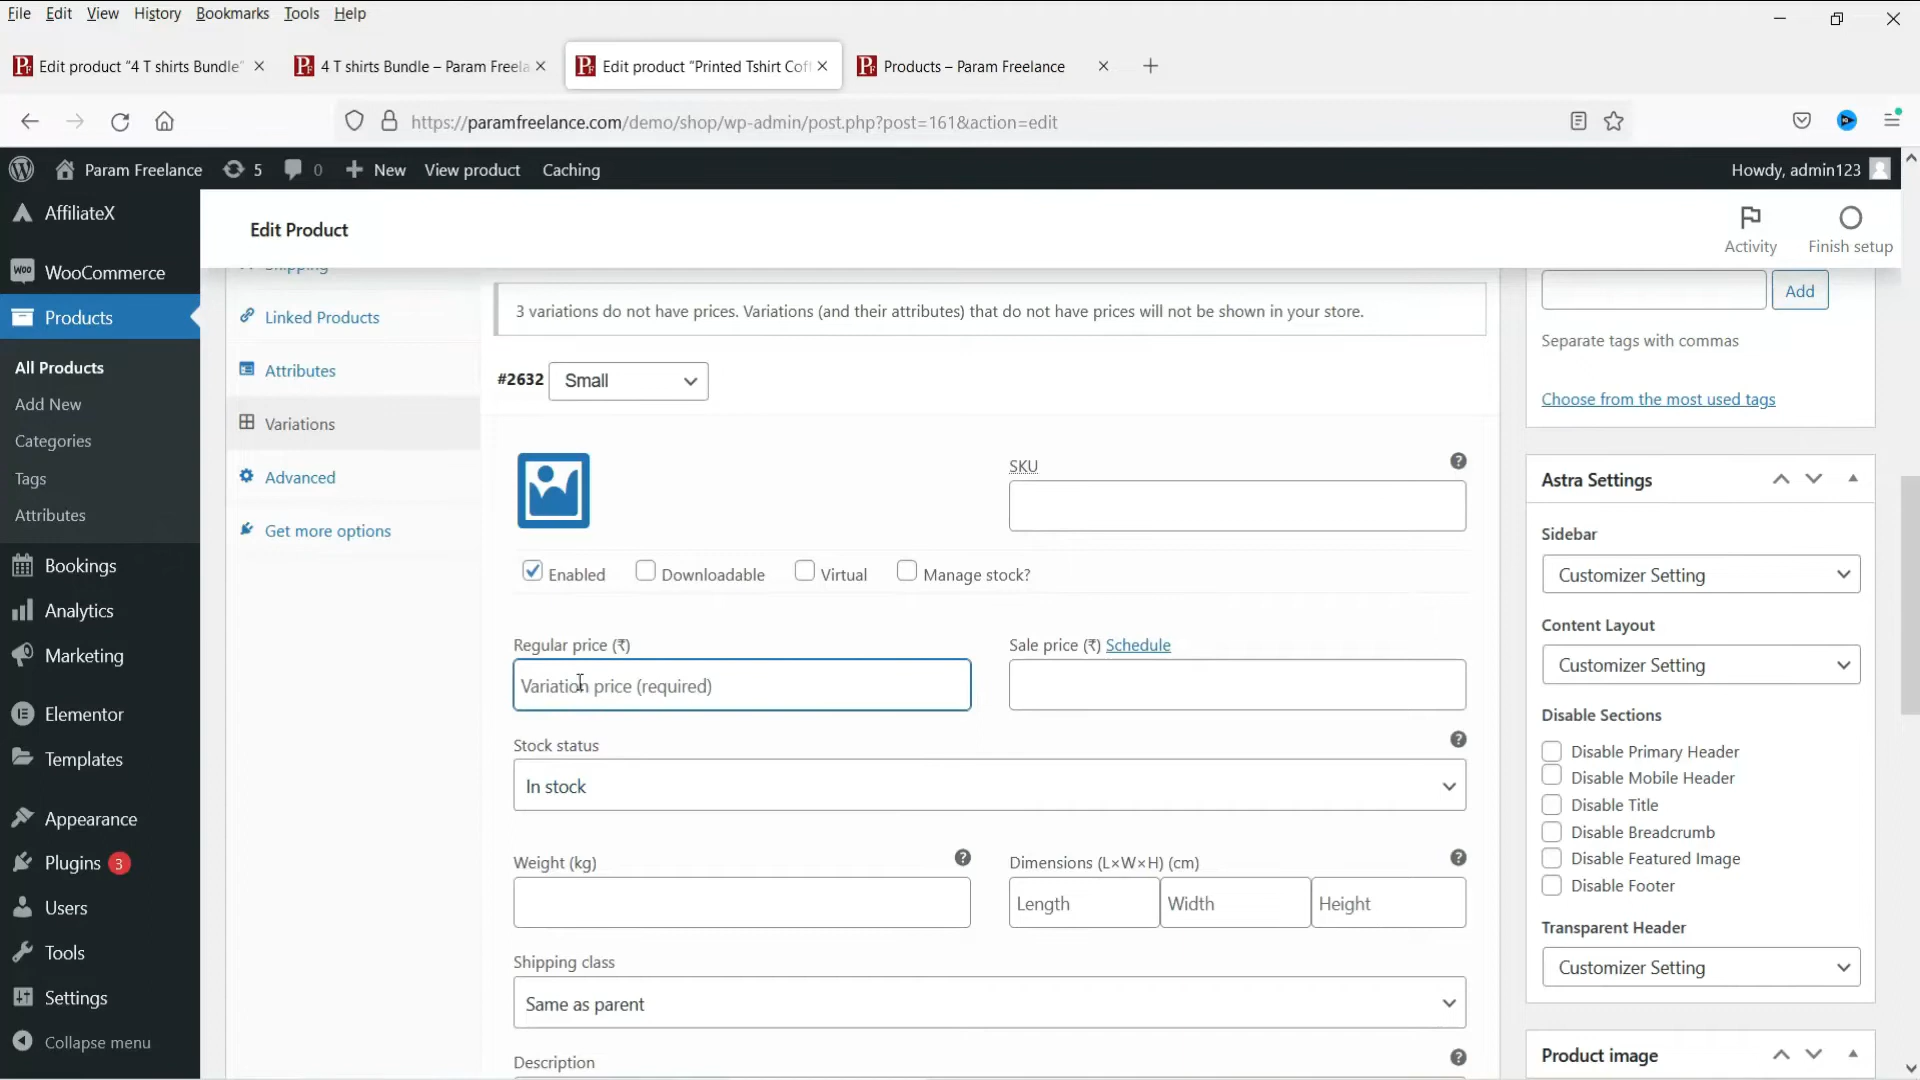 File Edit View History Bookmarks Tools Help
Edit product "4 T shirts Bundle"
4 T shirts Bundle – Param Freela
Edit product "Printed Tshirt Cot
Products – Param Freelance
https://paramfreelance.com/demo/shop/wp-admin/post.php?post=161&action=edit
Param Freelance 5 0 New View product Caching Howdy, admin123
AffiliateX
WooCommerce
Products
All Products
Add New
Categories
Tags
Attributes
Bookings
Analytics
Marketing
Elementor
Templates
Appearance
Plugins 3
Users
Tools
Settings
Collapse menu
Edit Product
Activity
Finish setup
Shipping
Linked Products
Attributes
Variations
Advanced
Get more options
3 variations do not have prices. Variations (and their attributes) that do not have prices will not be shown in your store.
#2632 Small
SKU
Enabled Downloadable Virtual Manage stock?
Regular price (₹)
Variation price (required)
Sale price (₹) Schedule
Stock status
In stock
Weight (kg)
Dimensions (L×W×H) (cm)
Length Width Height
Shipping class
Same as parent
Description
Add
Separate tags with commas
Choose from the most used tags
Astra Settings
Sidebar
Customizer Setting
Content Layout
Customizer Setting
Disable Sections
Disable Primary Header
Disable Mobile Header
Disable Title
Disable Breadcrumb
Disable Featured Image
Disable Footer
Transparent Header
Customizer Setting
Product image